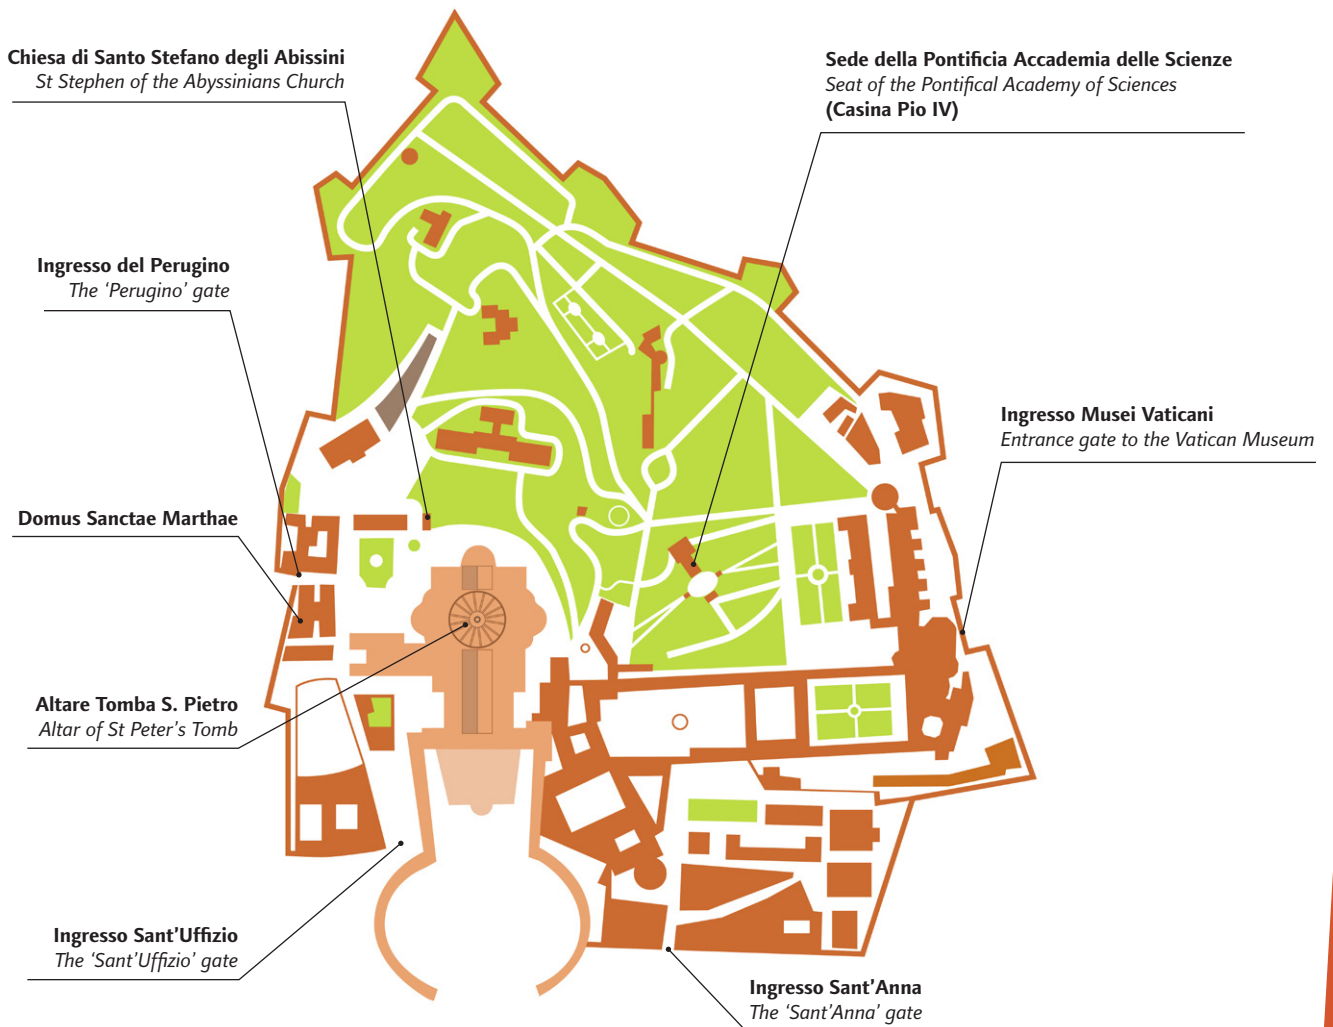 Chiesa di Santo Stefano degli Abissini
St Stephen of the Abyssinians Church
Sede della Pontificia Accademia delle Scienze
Seat of the Pontifical Academy of Sciences
(Casina Pio IV)
Ingresso del Perugino
The ‘Perugino’ gate
Ingresso Musei Vaticani
Entrance gate to the Vatican Museum
Domus Sanctae Marthae
Altare Tomba S. Pietro
Altar of St Peter’s Tomb
Ingresso Sant’Uffizio
The ‘Sant’Uffizio’ gate
Ingresso Sant’Anna
The ‘Sant’Anna’ gate